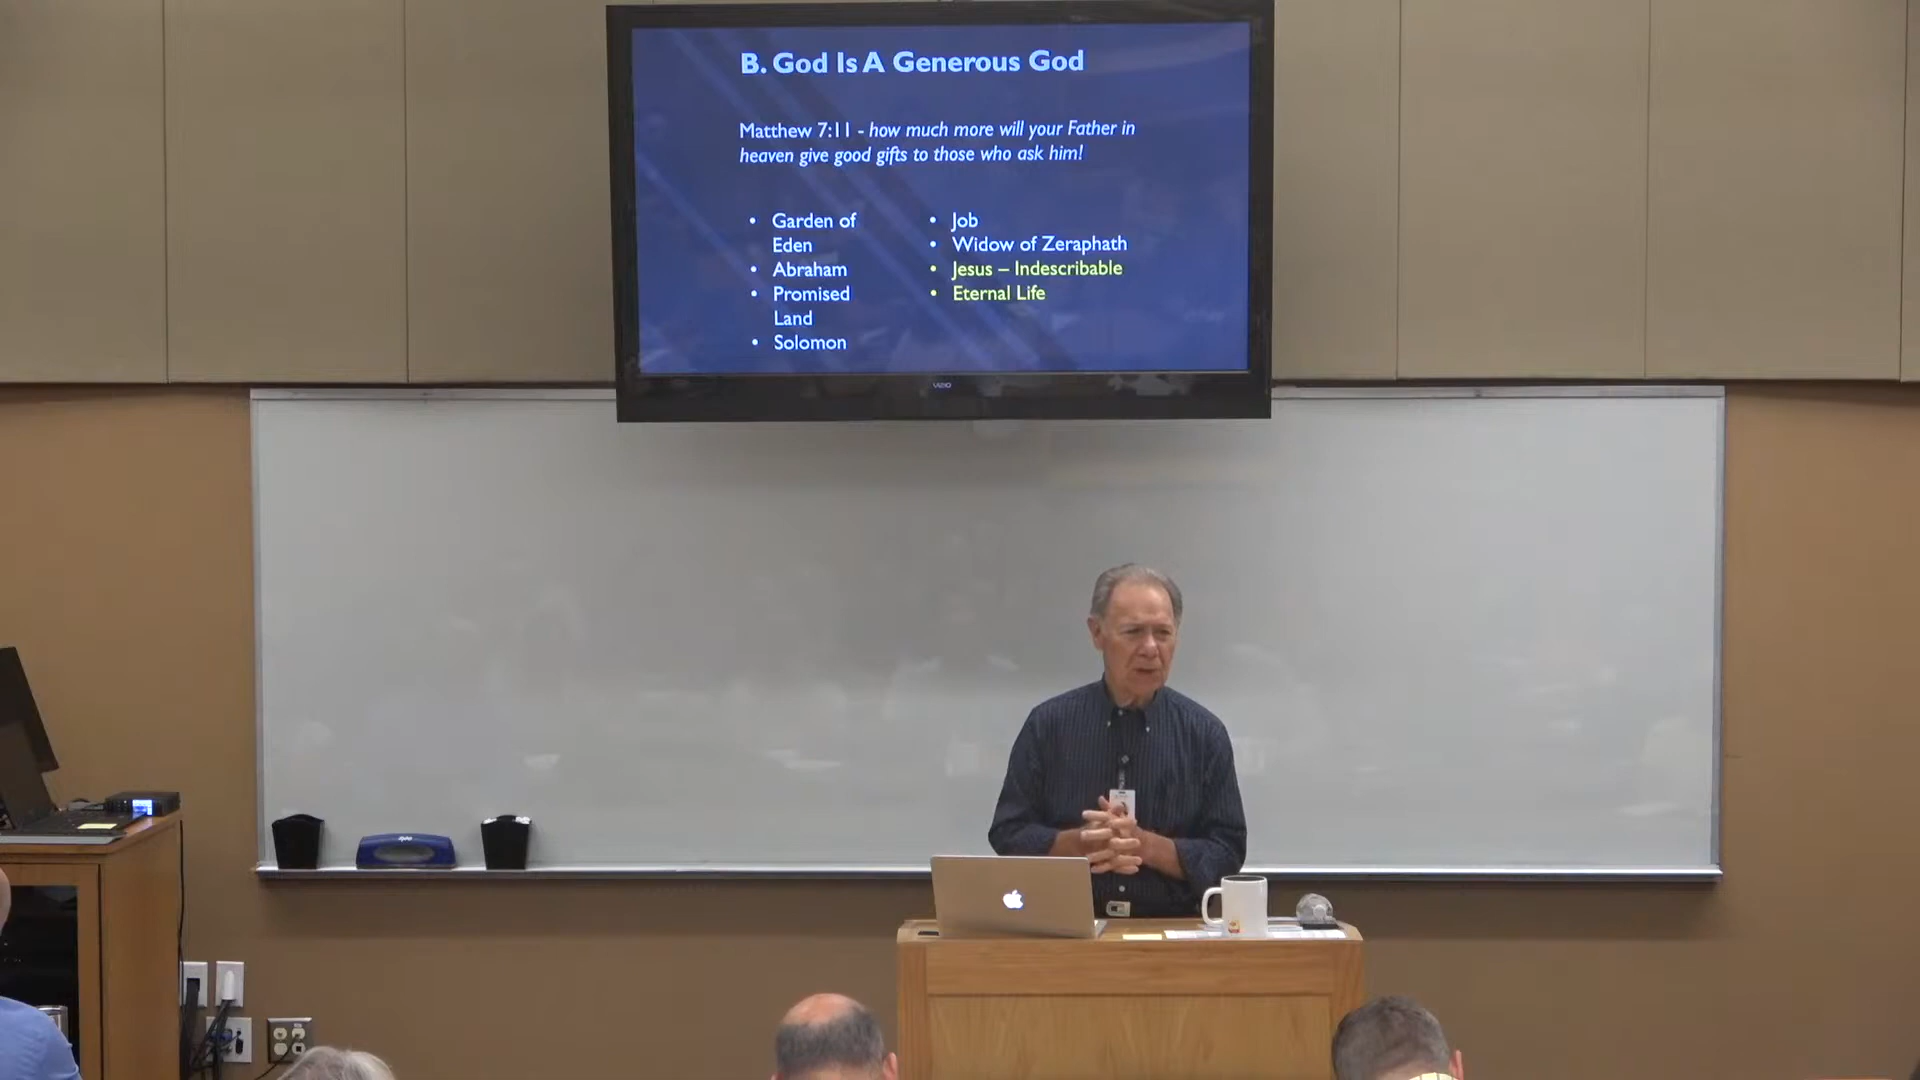 B. God Is A Generous God
Matthew 7:11 - how much more will your Father in
heaven give good gifts to those who ask him!
• Garden of
Eden
• Abraham
• Promised
Land
• Solomon
• Job
• Widow of Zeraphath
• Jesus – Indescribable
• Eternal Life
VIZIO